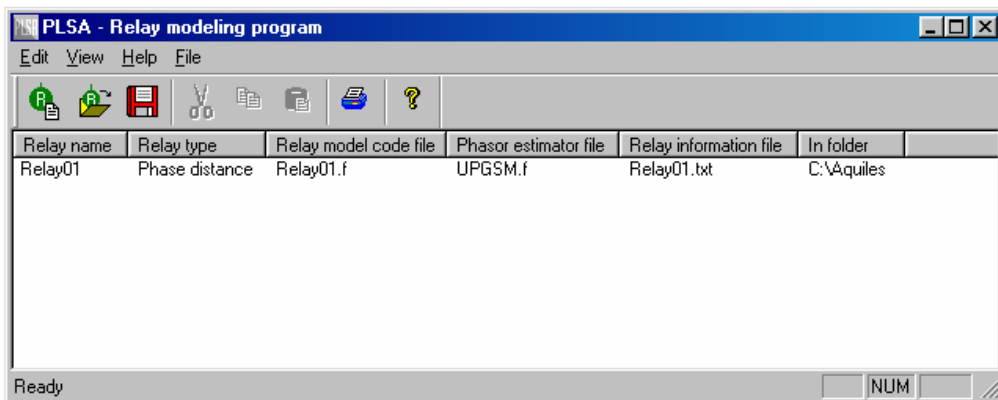 PLSA - Relay modeling program
Edit View Help File
Relay name Relay type Relay model code file Phasor estimator file Relay information file In folder
Relay01 Phase distance Relay01.f UPGSM.f Relay01.txt C:\Aquiles
Ready NUM